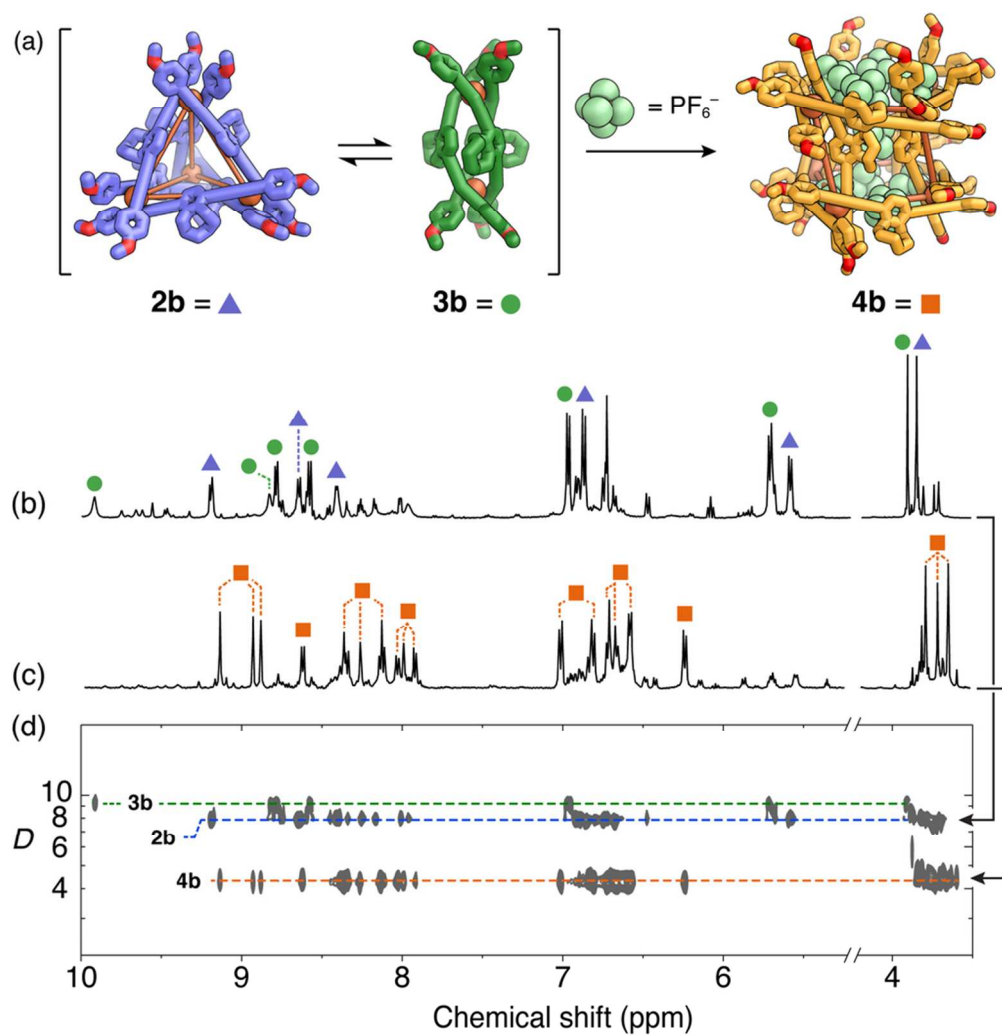 (a)
= PF₆⁻
2b =
3b =
4b =
(b)
(c)
(d)
10
8
6
4
D
3b
2b
4b
10 9 8 7 6 4
Chemical shift (ppm)